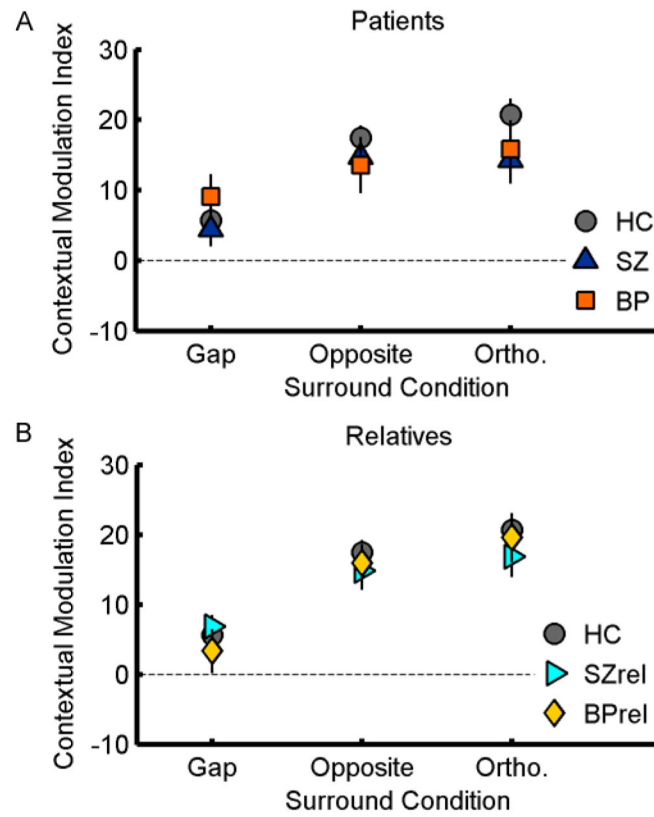 A
Patients
Contextual Modulation Index
30
20
10
0
-10
HC
SZ
BP
Gap Opposite Ortho.
Surround Condition
B
Relatives
Contextual Modulation Index
30
20
10
0
-10
HC
SZrel
BPrel
Gap Opposite Ortho.
Surround Condition